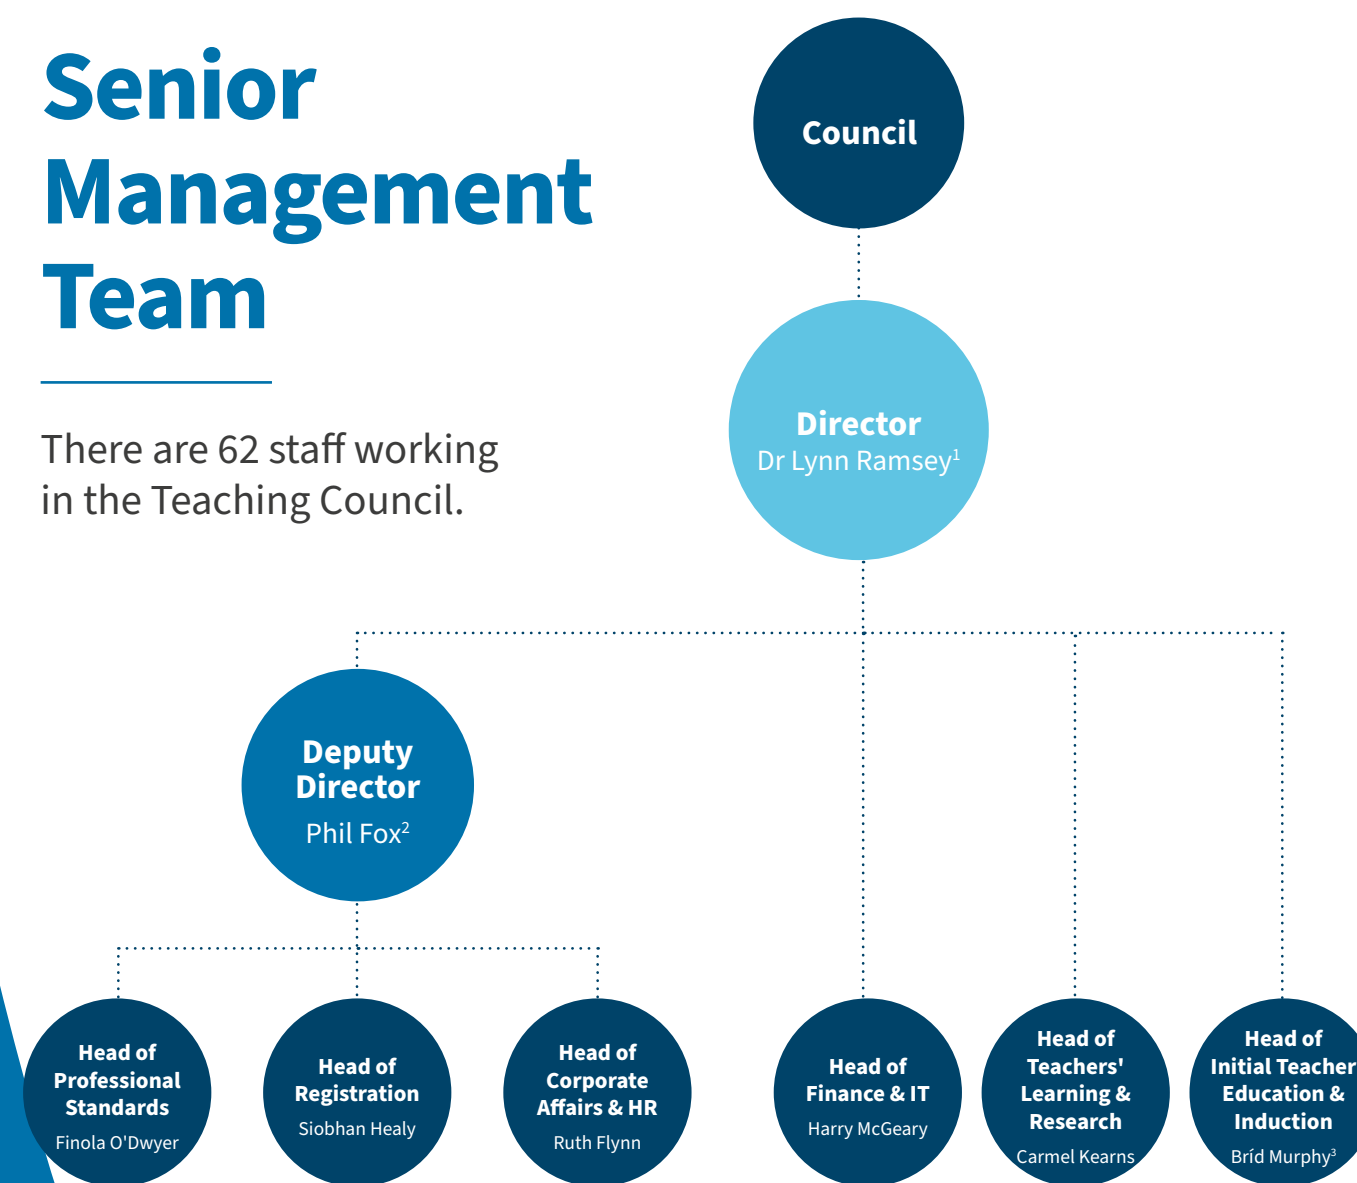 Senior
Management
Team
There are 62 staff working
in the Teaching Council.
Council
Director
Dr Lynn Ramsey¹
Deputy
Director
Phil Fox²
Head of
Professional
Standards
Finola O'Dwyer
Head of
Registration
Siobhan Healy
Head of
Corporate
Affairs & HR
Ruth Flynn
Head of
Finance & IT
Harry McGeary
Head of
Teachers'
Learning &
Research
Carmel Kearns
Head of
Initial Teacher
Education &
Induction
Bríd Murphy³